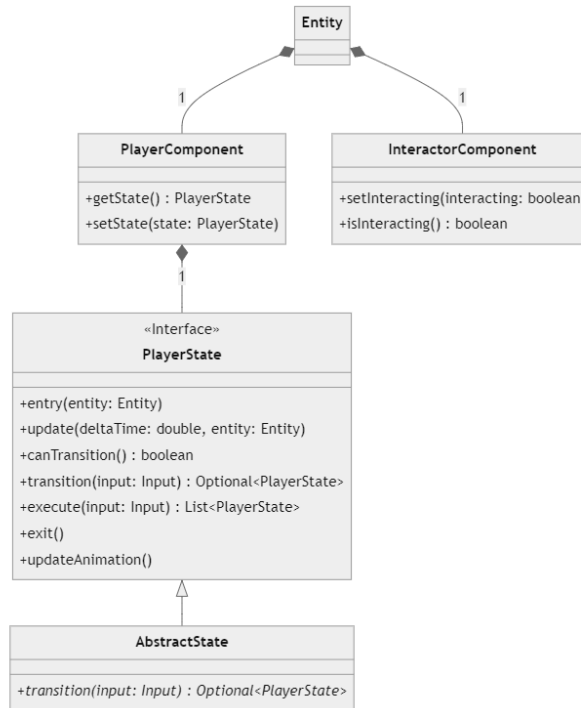 Entity
1
1
PlayerComponent
+getState() : PlayerState
+setState(state: PlayerState)
InteractorComponent
+setInteracting(interacting: boolean
+isInteracting() : boolean
1
«Interface»
PlayerState
+entry(entity: Entity)
+update(deltaTime: double, entity: Entity)
+canTransition() : boolean
+transition(input: Input) : Optional<PlayerState>
+execute(input: Input) : List<PlayerState>
+exit()
+updateAnimation()
AbstractState
+transition(input: Input) : Optional<PlayerState>